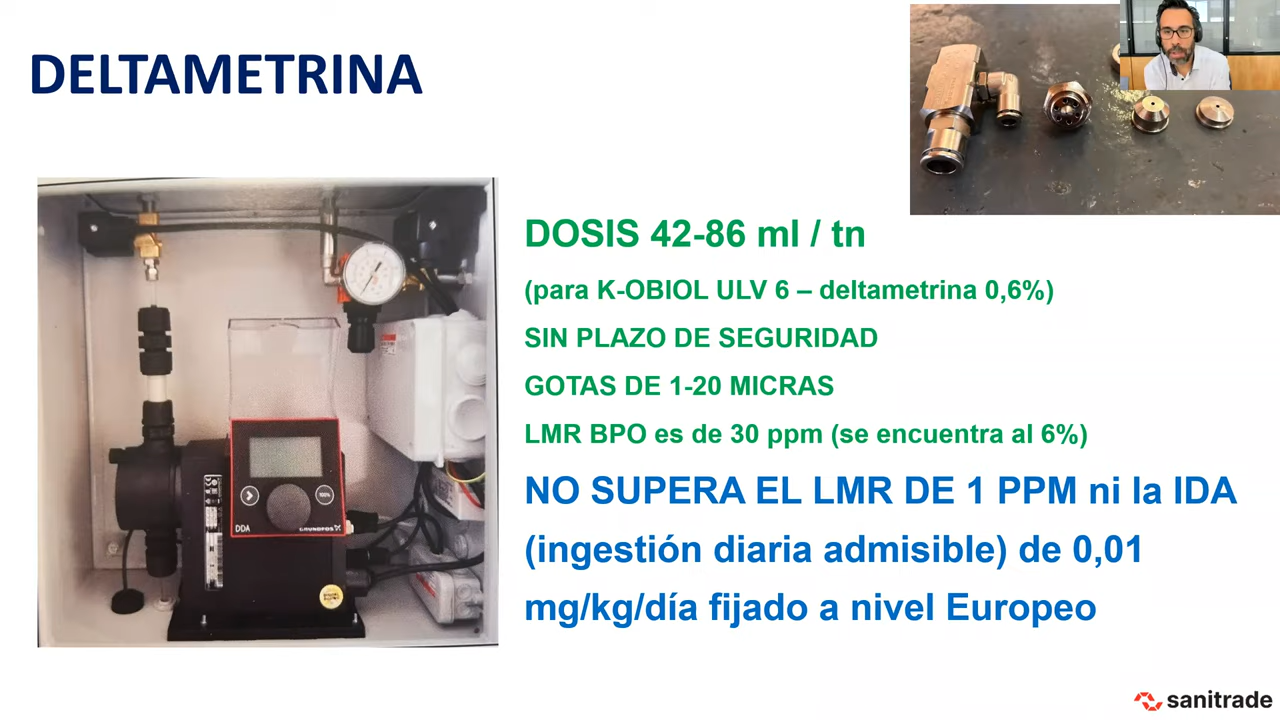 DELTAMETRINA
DOSIS 42-86 ml / tn
(para K-OBIOL ULV 6 – deltametrina 0,6%)
SIN PLAZO DE SEGURIDAD
GOTAS DE 1-20 MICRAS
LMR BPO es de 30 ppm (se encuentra al 6%)
NO SUPERA EL LMR DE 1 PPM ni la IDA
(ingestión diaria admisible) de 0,01
mg/kg/día fijado a nivel Europeo
100%
DDA
GRUNDFOS
sanitrade